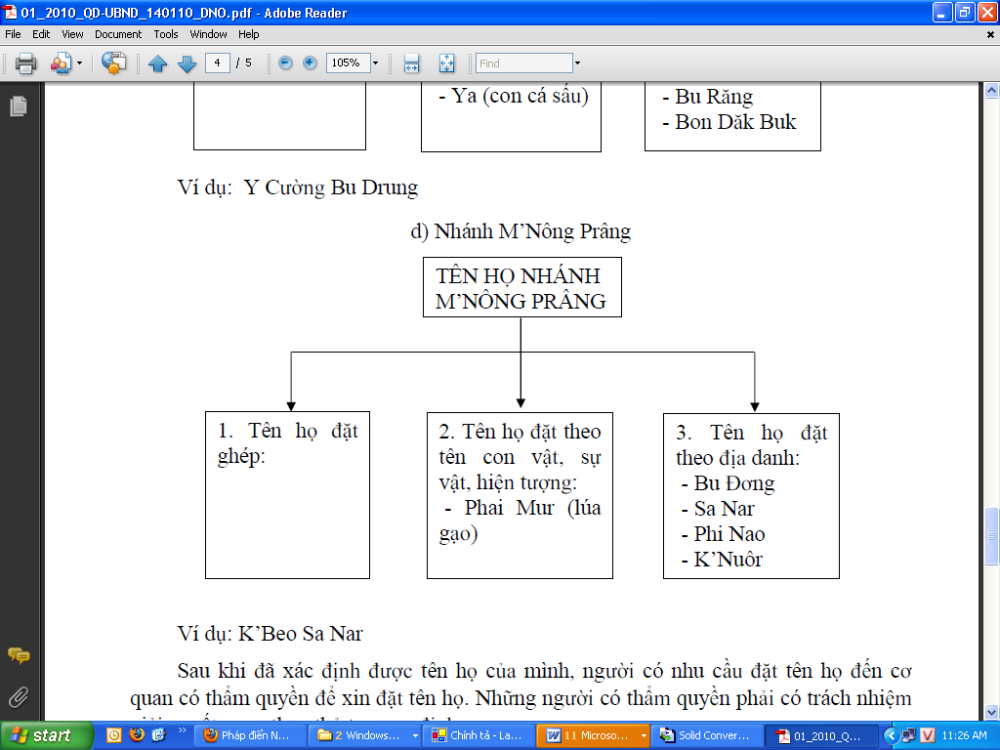 01_2010_QD-UBND_140110_DNO.pdf - Adobe Reader
File Edit View Document Tools Window Help
4 / 5 105% Find
- Ya (con cá sấu)
- Bu Răng
- Bon Dăk Buk
Ví dụ: Y Cường Bu Drung
d) Nhánh M’Nông Prâng
TÊN HỌ NHÁNH
M’NÔNG PRÂNG
1. Tên họ đặt
ghép:
2. Tên họ đặt theo
tên con vật, sự
vật, hiện tượng:
- Phai Mur (lúa
gạo)
3. Tên họ đặt
theo địa danh:
- Bu Đơng
- Sa Nar
- Phi Nao
- K’Nuôr
Ví dụ: K’Beo Sa Nar
Sau khi đã xác định được tên họ của mình, người có nhu cầu đặt tên họ đến cơ
quan có thẩm quyền để xin đặt tên họ. Những người có thẩm quyền phải có trách nhiệm
start Pháp điển N... 2 Windows... Chính tả - La... 11 Microso... Solid Conver... 01_2010_Q... V 11:26 AM